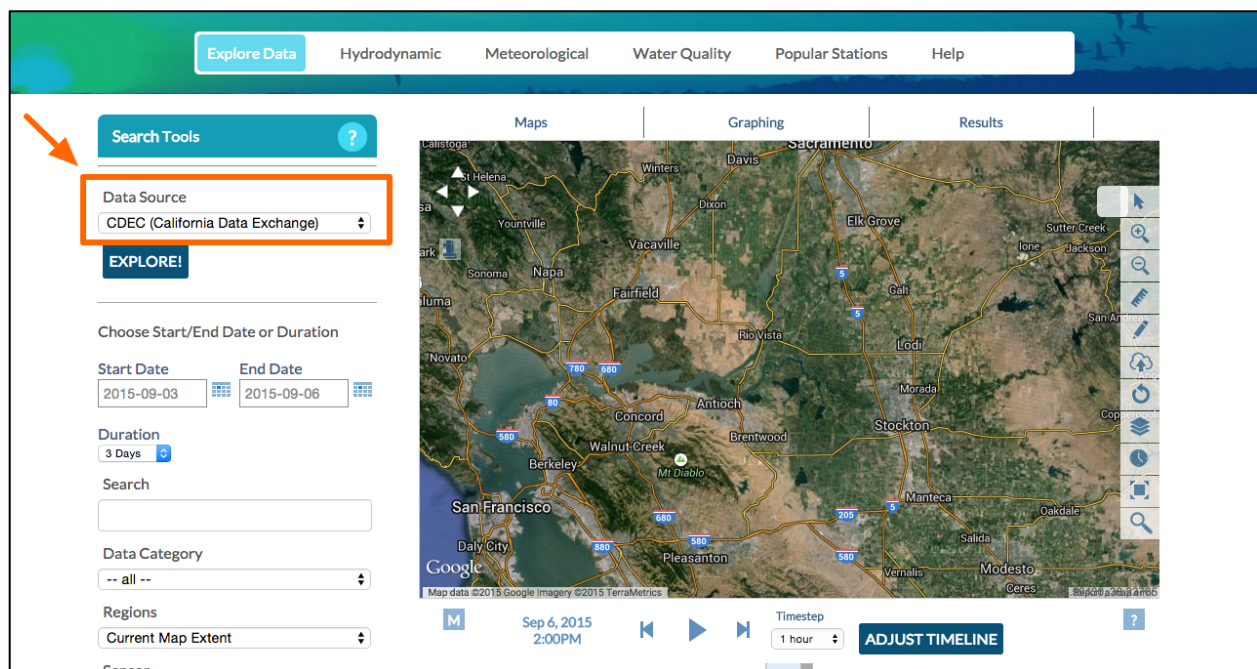 Explore Data Hydrodynamic Meteorological Water Quality Popular Stations Help
Search Tools ?
Data Source
CDEC (California Data Exchange)
EXPLORE!
Choose Start/End Date or Duration
Start Date End Date
2015-09-03 2015-09-06
Duration
3 Days
Search
Data Category
-- all --
Regions
Current Map Extent
Maps Graphing Results
Calistoga
Sacramento
Winters
Davis
St Helena
Dixon
Yountville
Elk Grove
Sutter Creek
Vacaville
Ione
Jackson
Sonoma
Napa
5
Fairfield
Galt
5
Rio Vista
Lodi
Novato
780
680
Morada
80
Antioch
Concord
Stockton
580
Brentwood
Walnut Creek
Berkeley
Mt Diablo
Manteca
San Francisco
5
680
205
Oakdale
Salida
Daly City
880
580
580
Pleasanton
Modesto
Google
Vernalis
Ceres
Map data ©2015 Google Imagery ©2015 TerraMetrics
M
Sep 6, 2015
2:00PM
Timestep
1 hour
ADJUST TIMELINE
?